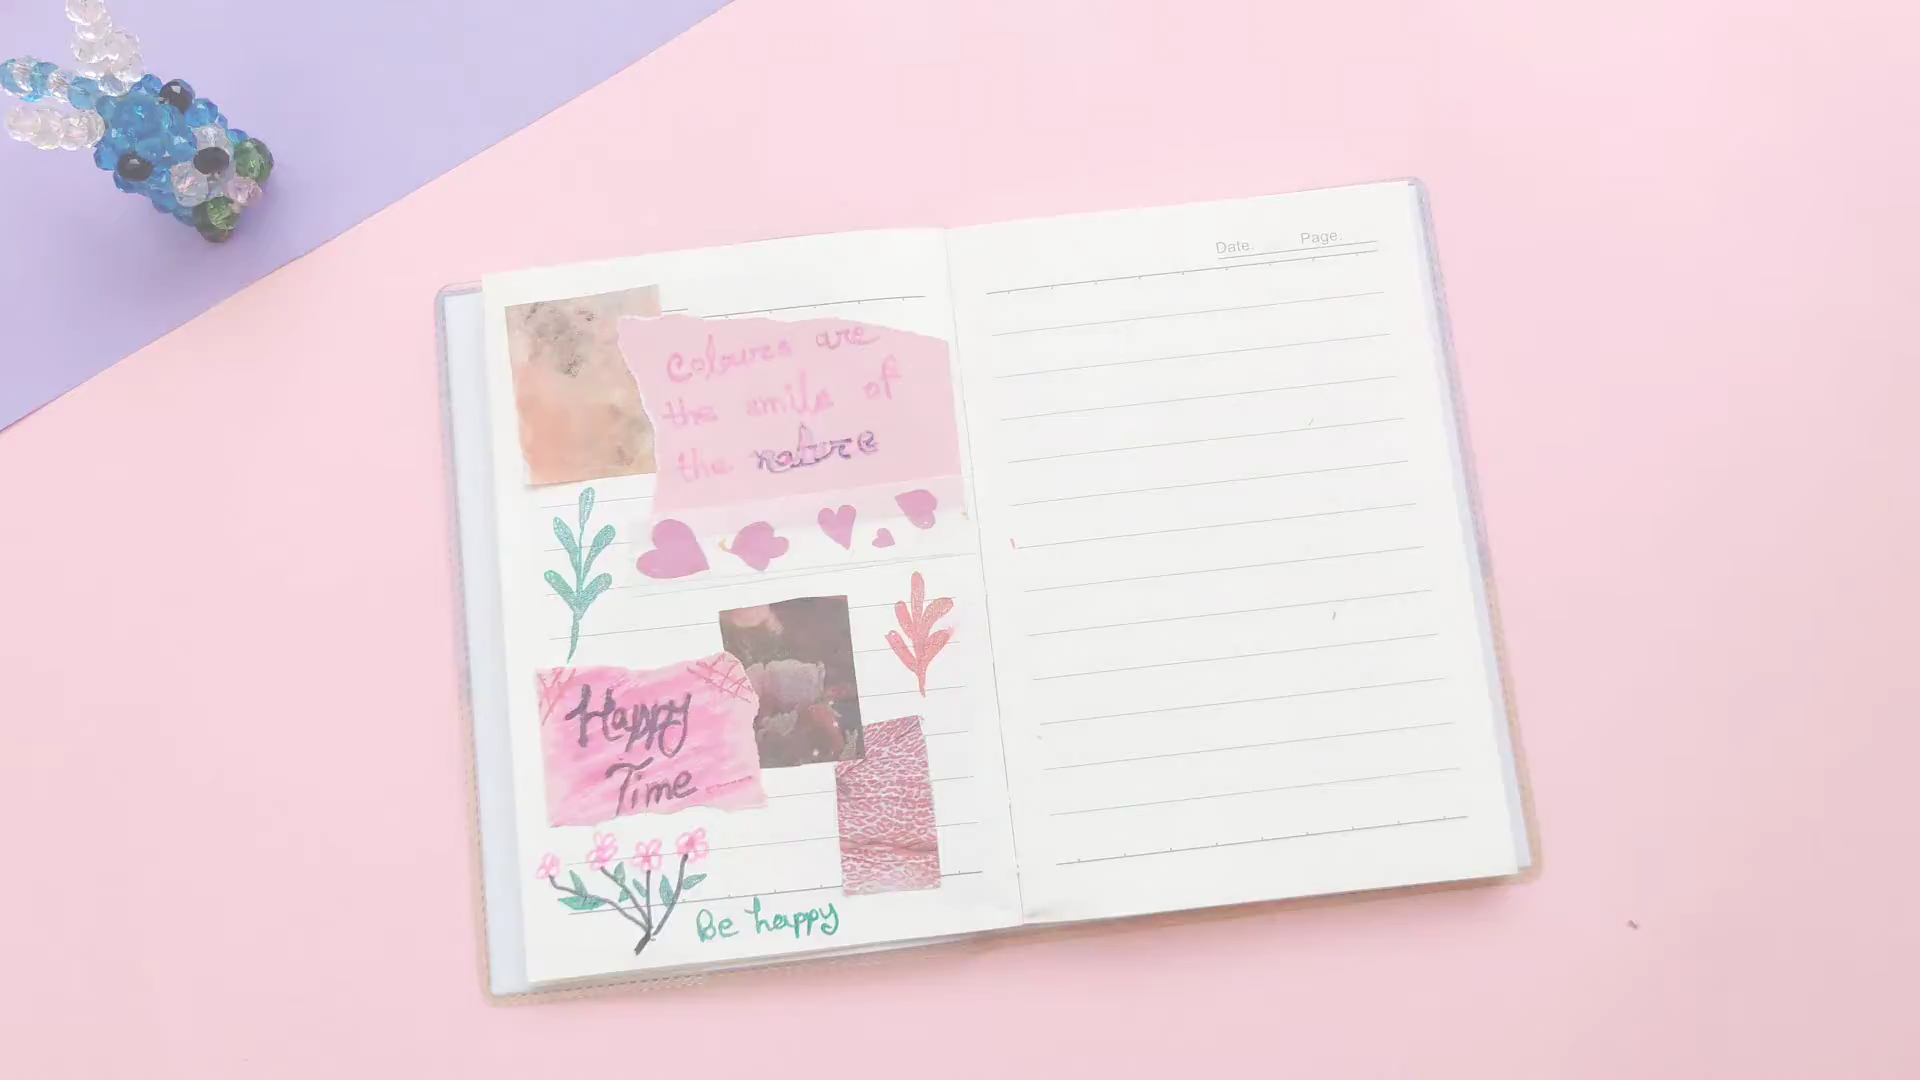 Date. Page.
Colours are
the smile of
the nature
Happy
Time
Be happy